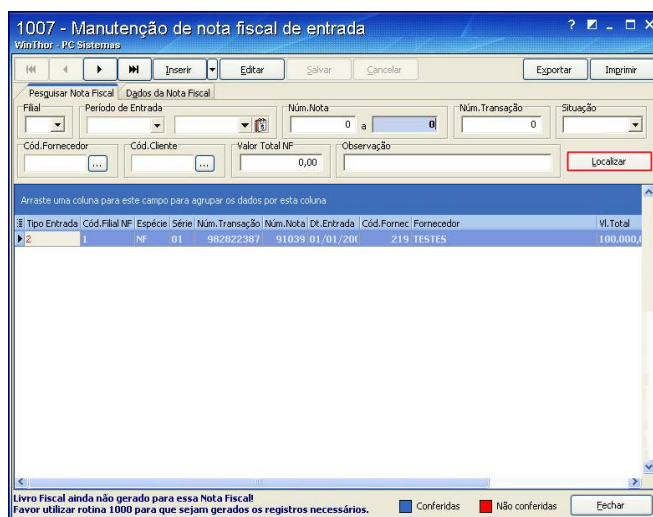 1007 - Manutenção de nota fiscal de entrada
WinThor - PC Sistemas
Inserir Editar Salvar Cancelar Exportar Imprimir
Pesquisar Nota Fiscal Dados da Nota Fiscal
Filial Período de Entrada Núm.Nota Núm.Transação Situação
0 a 0 0
Cód.Fornecedor Cód.Cliente Valor Total NF Observação
... ... 0,00 Localizar
Arraste uma coluna para este campo para agrupar os dados por esta coluna
Tipo Entrada Cód.Filial NF Espécie Série Núm.Transação Núm.Nota Dt.Entrada Cód.Fornec Fornecedor Vl.Total
2 1 NF 01 982822387 91039 01/01/20 219 TESTES 100.000,
Livro Fiscal ainda não gerado para essa Nota Fiscal!
Favor utilizar rotina 1000 para que sejam gerados os registros necessários. Conferidas Não conferidas Fechar